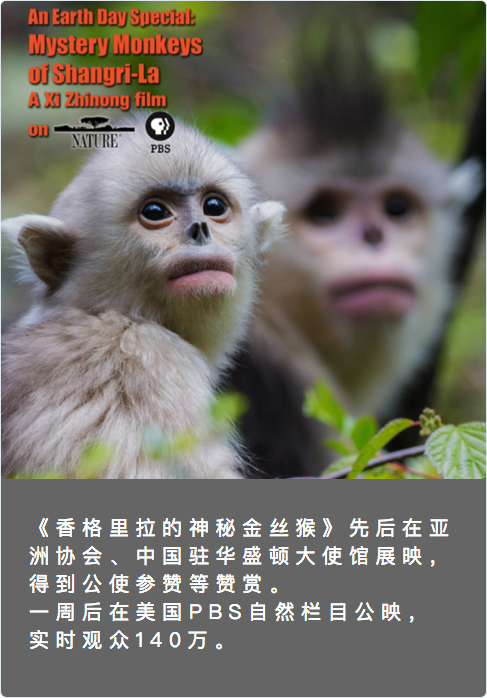 An Earth Day Special:
Mystery Monkeys
of Shangri-La
A Xi Zhinong film
on NATURE PBS
《香格里拉的神秘金丝猴》先后在亚
洲协会、中国驻华盛顿大使馆展映,
得到公使参赞等赞赏。
一周后在美国PBS自然栏目公映,
实时观众140万。